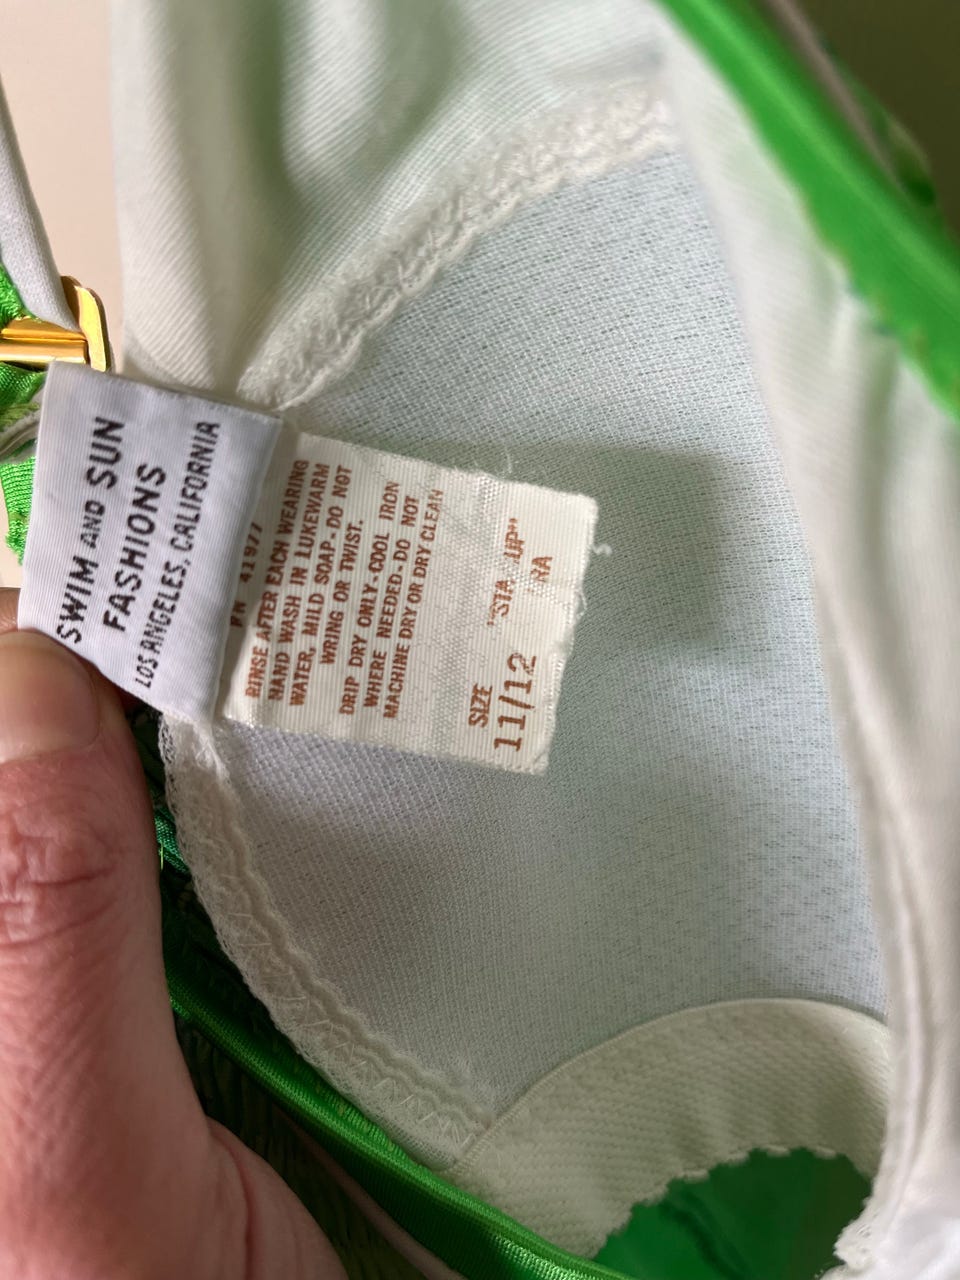 SWIM AND SUN
FASHIONS
LOS ANGELES, CALIFORNIA
RN 41977
RINSE AFTER EACH WEARING
HAND WASH IN LUKEWARM
WATER, MILD SOAP-DO NOT
WRING OR TWIST.
DRIP DRY ONLY-COOL IRON
WHERE NEEDED-DO NOT
MACHINE DRY OR DRY CLEAN
SIZE
11/12